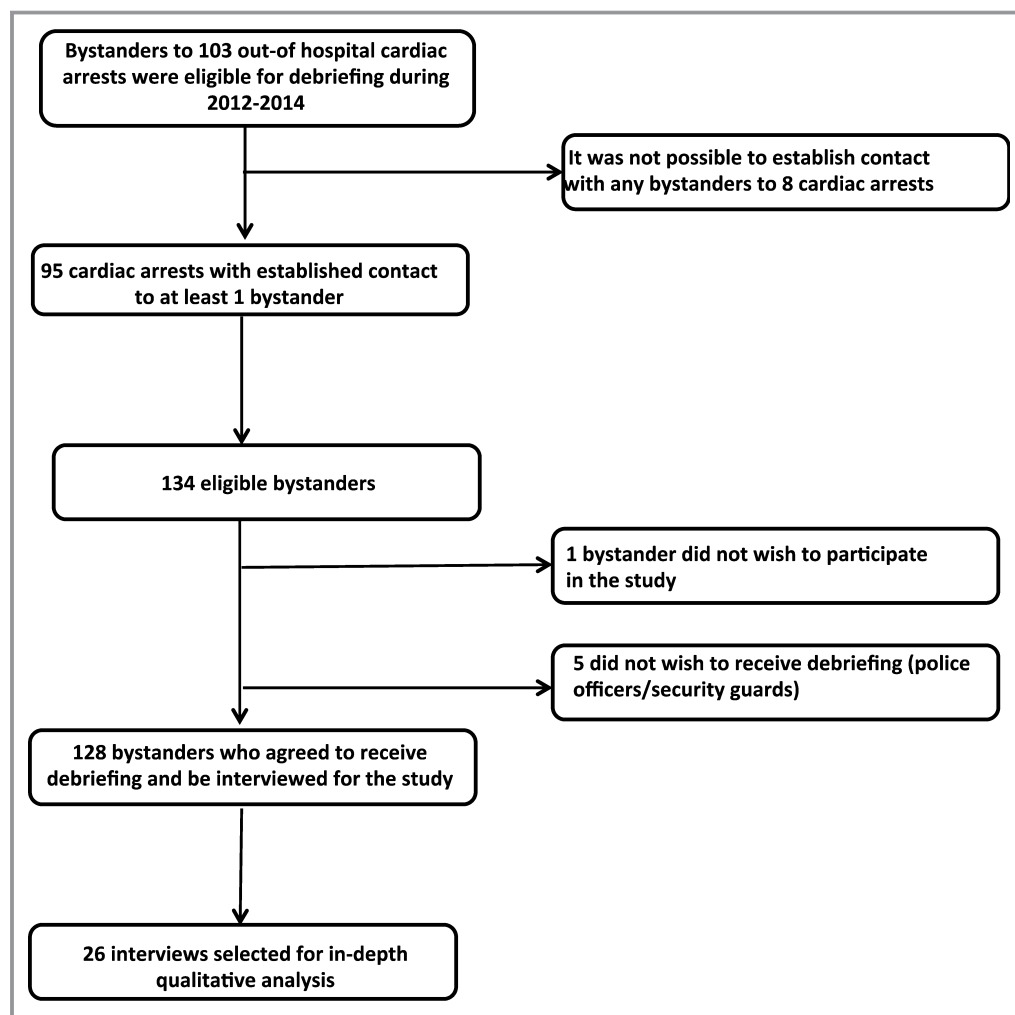 Bystanders to 103 out-of hospital cardiac
arrests were eligible for debriefing during
2012-2014
It was not possible to establish contact
with any bystanders to 8 cardiac arrests
95 cardiac arrests with established contact
to at least 1 bystander
134 eligible bystanders
1 bystander did not wish to participate
in the study
5 did not wish to receive debriefing (police
officers/security guards)
128 bystanders who agreed to receive
debriefing and be interviewed for the study
26 interviews selected for in-depth
qualitative analysis